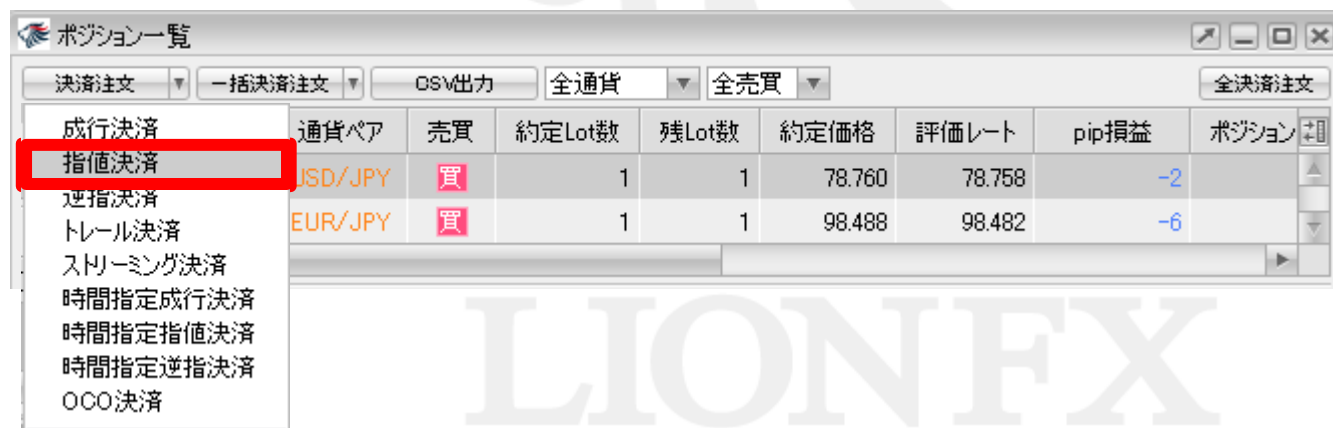 ポジション一覧
決済注文 一括決済注文 CSV出力 全通貨 全売買 全決済注文
通貨ペア 売買 約定Lot数 残Lot数 約定価格 評価レート pip損益 ポジション
USD/JPY 買 1 1 78.760 78.758 -2
EUR/JPY 買 1 1 98.488 98.482 -6
成行決済
指値決済
逆指決済
トレール決済
ストリーミング決済
時間指定成行決済
時間指定指値決済
時間指定逆指決済
OCO決済
LION FX